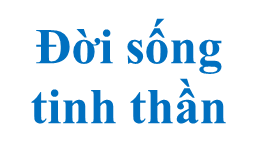 Đời sống
tinh thần